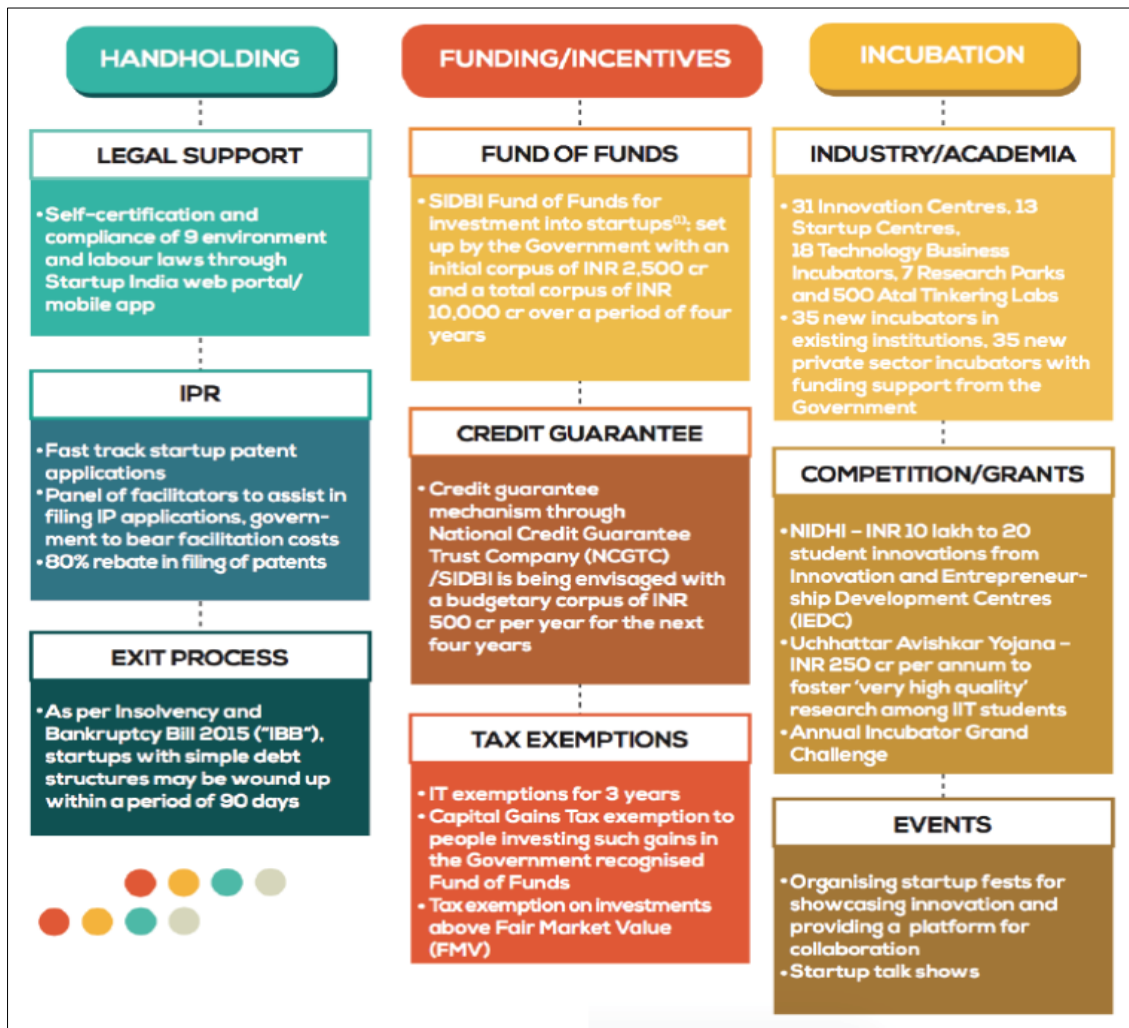 HANDHOLDING
LEGAL SUPPORT
•Self-certification and
compliance of 9 environment
and labour laws through
Startup India web portal/
mobile app
IPR
•Fast track startup patent
applications
•Panel of facilitators to assist in
filing IP applications, govern-
ment to bear facilitation costs
•80% rebate in filing of patents
EXIT PROCESS
•As per Insolvency and
Bankruptcy Bill 2015 ("IBB"),
startups with simple debt
structures may be wound up
within a period of 90 days
FUNDING/INCENTIVES
FUND OF FUNDS
•SIDBI Fund of Funds for
investment into startups(1); set
up by the Government with an
initial corpus of INR 2,500 cr
and a total corpus of INR
10,000 cr over a period of four
years
CREDIT GUARANTEE
•Credit guarantee
mechanism through
National Credit Guarantee
Trust Company (NCGTC)
/SIDBI is being envisaged with
a budgetary corpus of INR
500 cr per year for the next
four years
TAX EXEMPTIONS
•IT exemptions for 3 years
•Capital Gains Tax exemption to
people investing such gains in
the Government recognised
Fund of Funds
•Tax exemption on investments
above Fair Market Value
(FMV)
INCUBATION
INDUSTRY/ACADEMIA
•31 Innovation Centres, 13
Startup Centres,
18 Technology Business
Incubators, 7 Research Parks
and 500 Atal Tinkering Labs
•35 new incubators in
existing institutions, 35 new
private sector incubators with
funding support from the
Government
COMPETITION/GRANTS
•NIDHI – INR 10 lakh to 20
student innovations from
Innovation and Entrepreneur-
ship Development Centres
(IEDC)
•Uchhattar Avishkar Yojana –
INR 250 cr per annum to
foster 'very high quality'
research among IIT students
•Annual Incubator Grand
Challenge
EVENTS
•Organising startup fests for
showcasing innovation and
providing a platform for
collaboration
•Startup talk shows